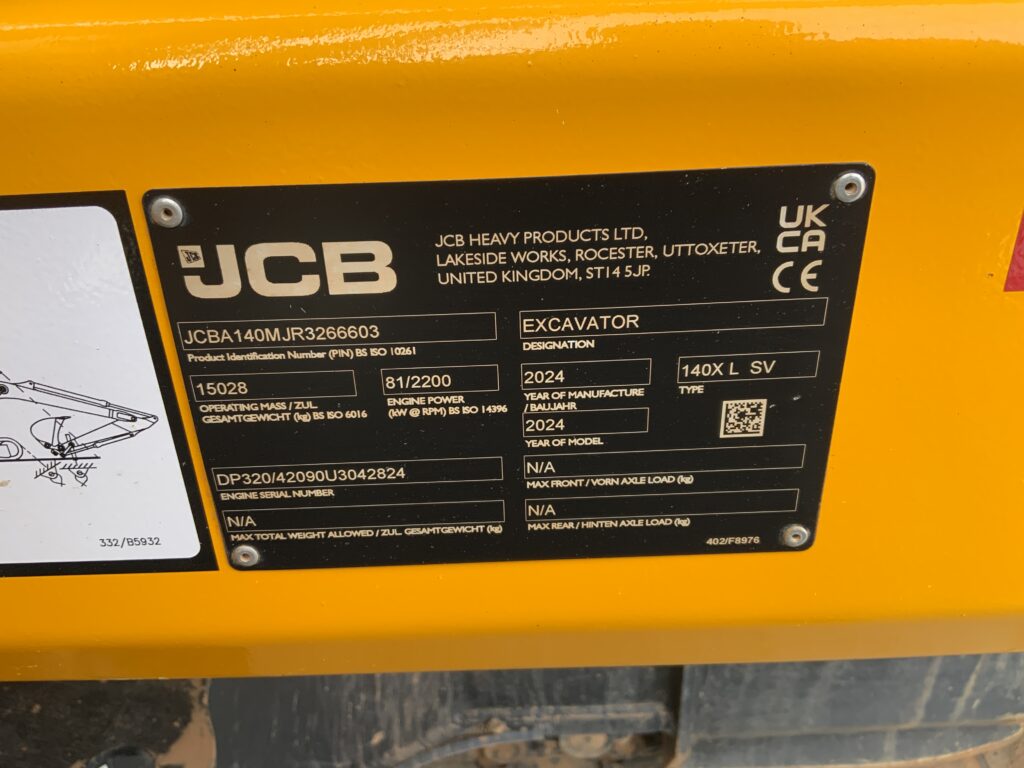 JCB
JCB HEAVY PRODUCTS LTD,
LAKESIDE WORKS, ROCESTER, UTTOXETER,
UNITED KINGDOM, ST14 5JP.
UK
CA
CE
JCBA140MJR3266603
Product Identification Number (PIN) BS ISO 10261
EXCAVATOR
DESIGNATION
15028
OPERATING MASS / ZUL.
GESAMTGEWICHT (kg) BS ISO 6016
81/2200
ENGINE POWER
(kW @ RPM) BS ISO 14396
2024
YEAR OF MANUFACTURE
/ BAUJAHR
140X L SV
TYPE
2024
YEAR OF MODEL
DP320/42090U3042824
ENGINE SERIAL NUMBER
N/A
MAX FRONT / VORN AXLE LOAD (kg)
N/A
MAX TOTAL WEIGHT ALLOWED / ZUL. GESAMTGEWICHT (kg)
N/A
MAX REAR / HINTEN AXLE LOAD (kg)
402/F8976
332/B5932